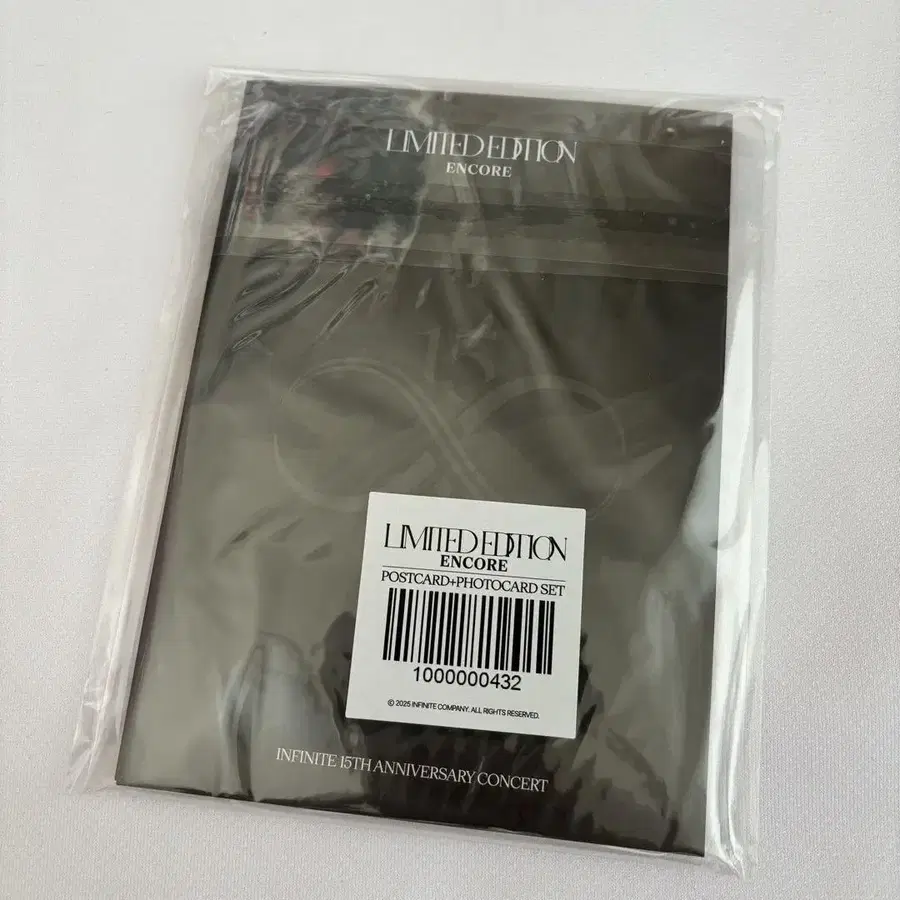 LIMITED EDITION
ENCORE
15
LIMITED EDITION
ENCORE
POSTCARD+PHOTOCARD SET
1000000432
© 2025 INFINITE COMPANY. ALL RIGHTS RESERVED.
INFINITE 15TH ANNIVERSARY CONCERT